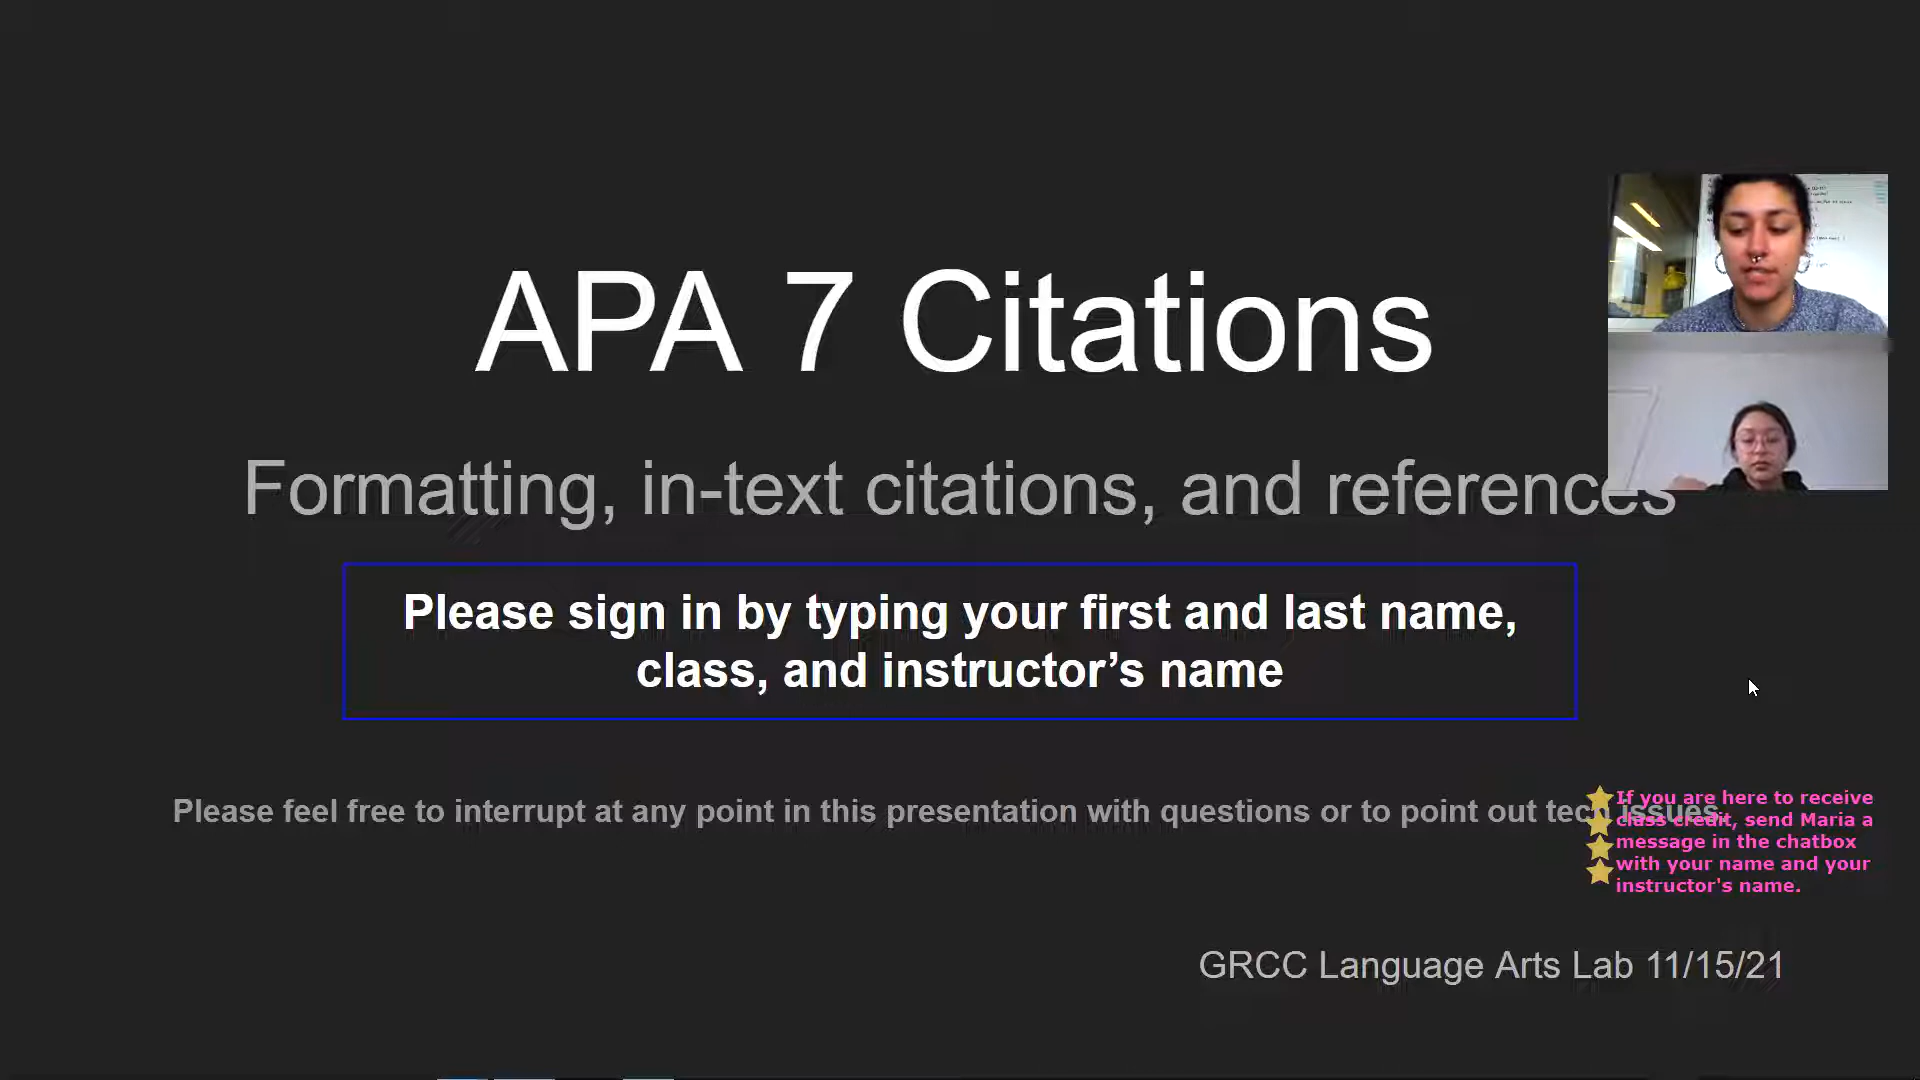 APA 7 Citations
Formatting, in-text citations, and references
Please sign in by typing your first and last name,
class, and instructor’s name
Please feel free to interrupt at any point in this presentation with questions or to point out tech issues.
If you are here to receive
class credit, send Maria a
message in the chatbox
with your name and your
instructor's name.
GRCC Language Arts Lab 11/15/21